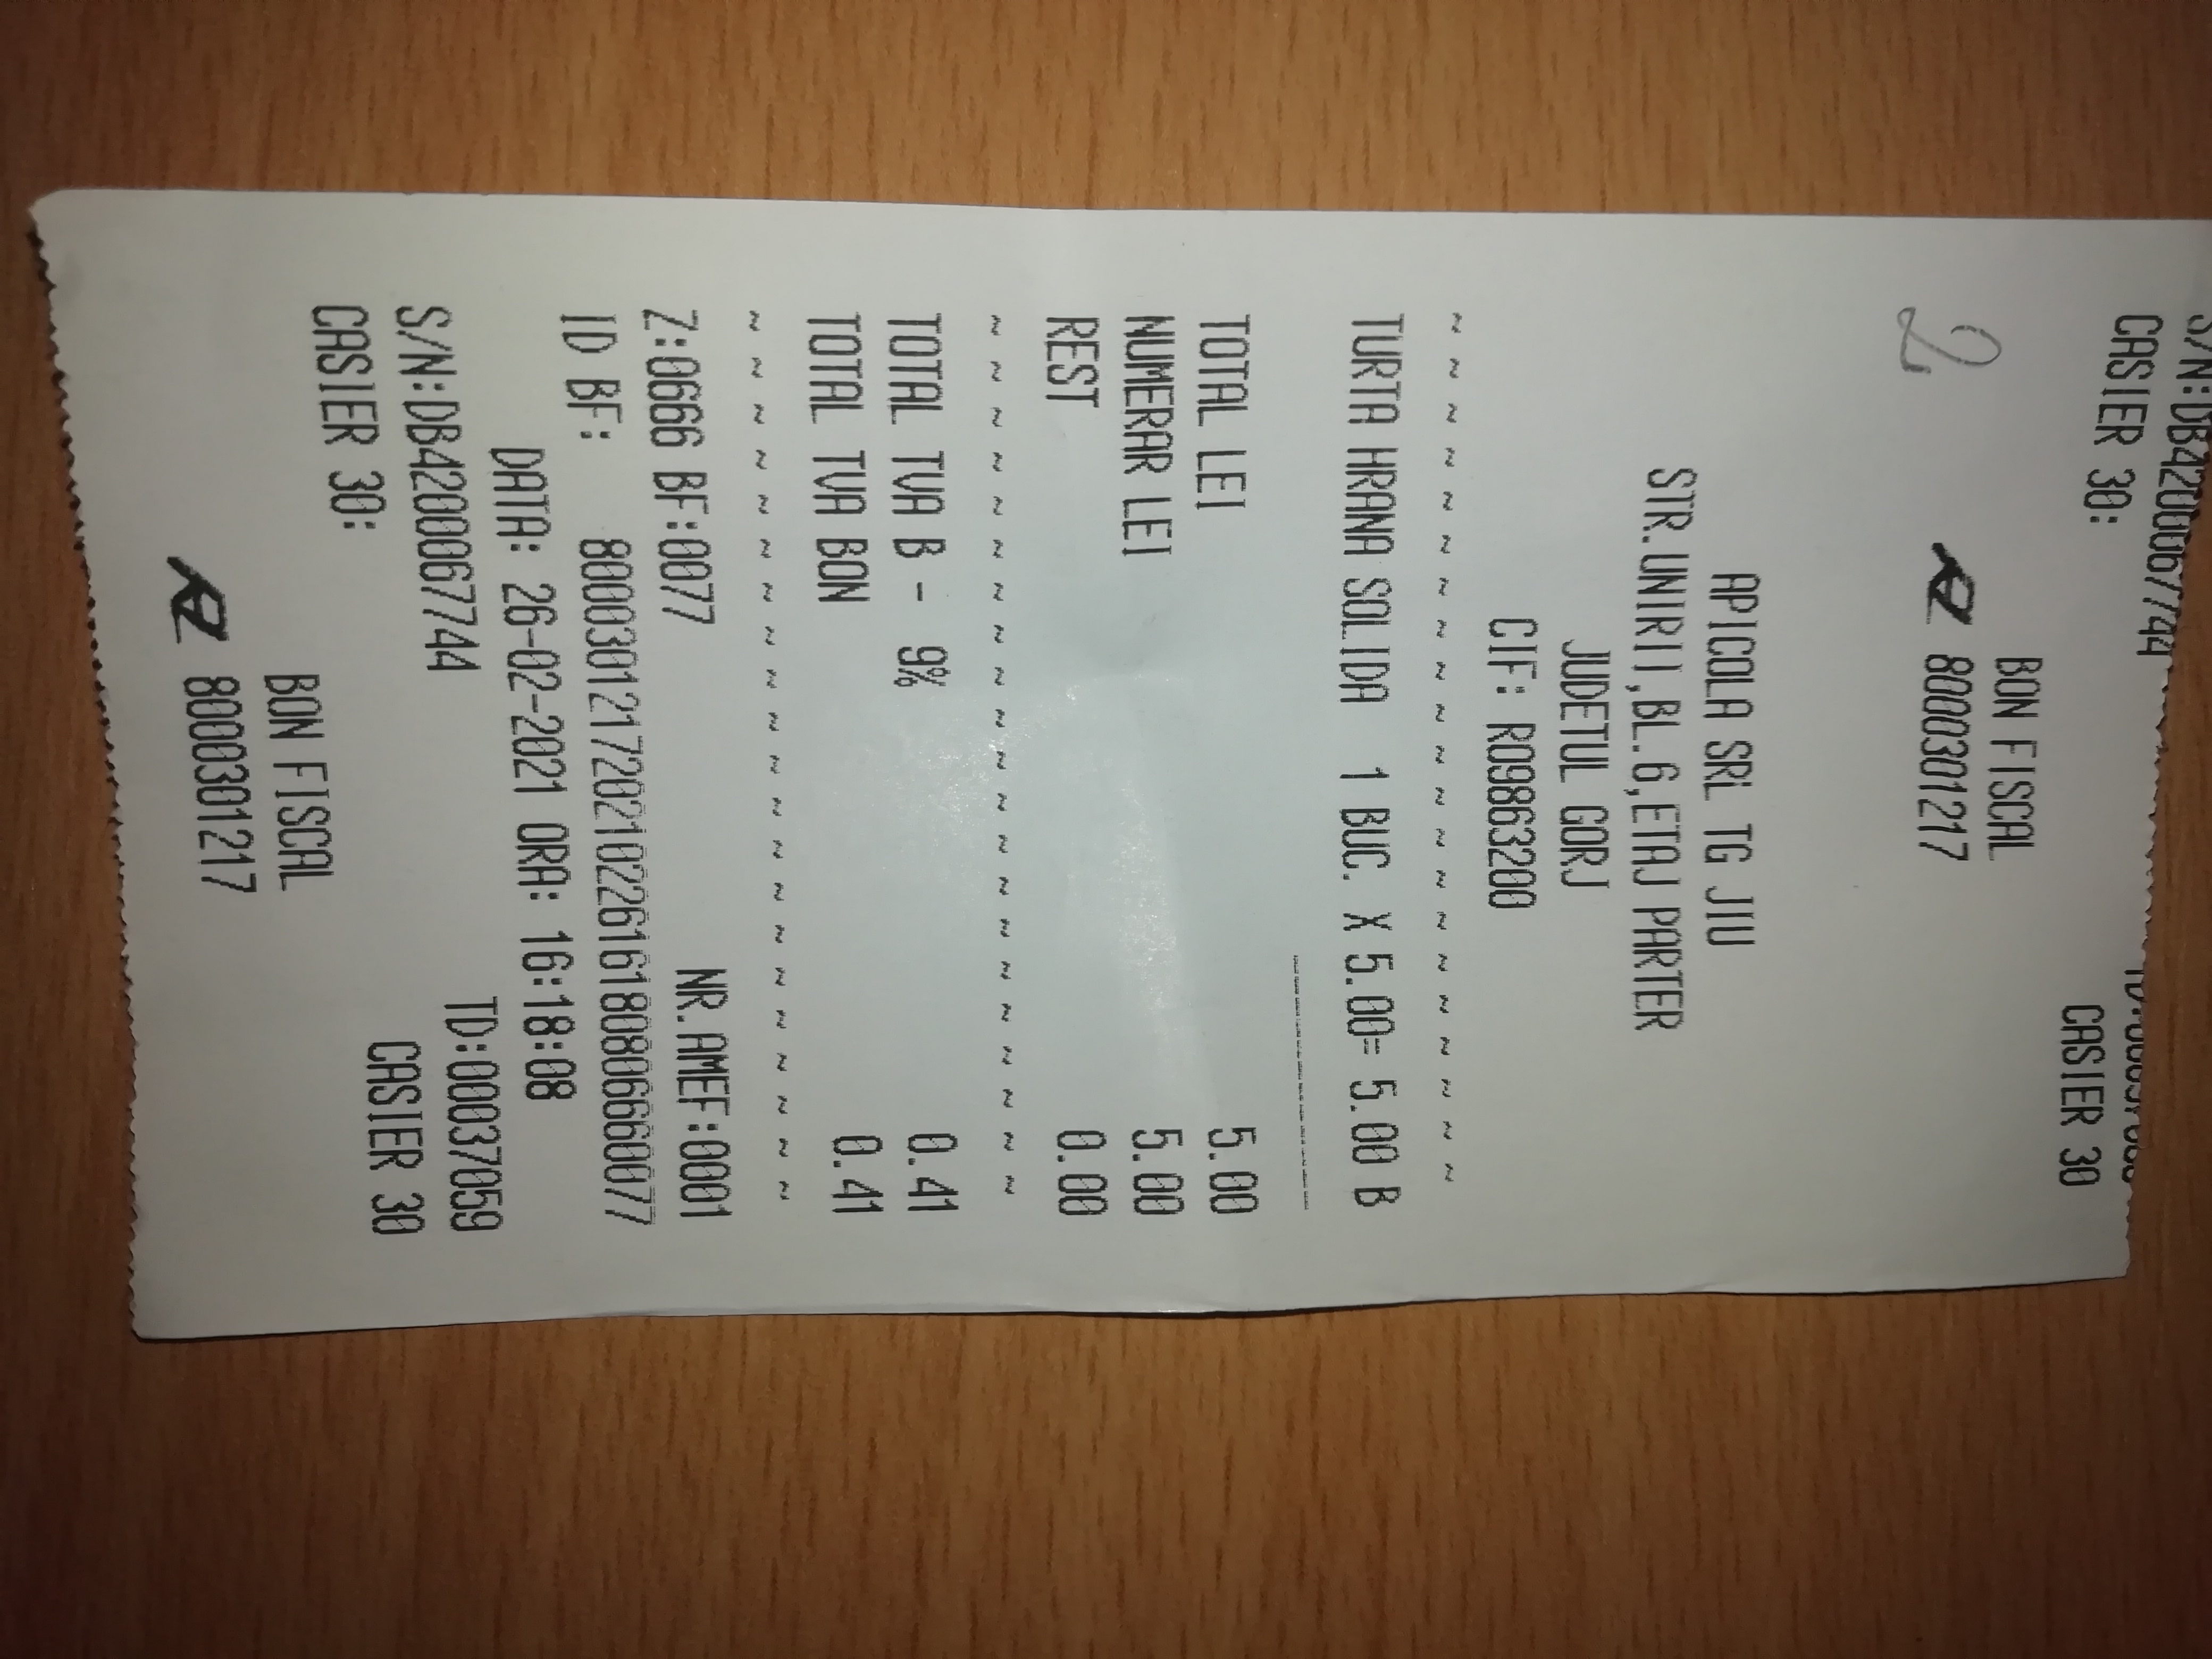 S/N:DB4200067744
CASIER 30:
CASIER 30
BON FISCAL
8000301217
2
APICOLA SRL TG JIU
STR.UNIRII,BL.6,ETAJ PARTER
JUDETUL GORJ
CIF: RO9863200
~ ~ ~ ~ ~ ~ ~ ~ ~ ~ ~ ~ ~ ~ ~ ~ ~ ~ ~ ~ ~
TURTA HRANA SOLIDA 1 BUC. X 5.00= 5.00 B
TOTAL LEI 5.00
NUMERAR LEI 5.00
REST 0.00
~ ~ ~ ~ ~ ~ ~ ~ ~ ~ ~ ~ ~ ~ ~ ~ ~ ~ ~ ~ ~
TOTAL TVA B - 9% 0.41
TOTAL TVA BON 0.41
~ ~ ~ ~ ~ ~ ~ ~ ~ ~ ~ ~ ~ ~ ~ ~ ~ ~ ~ ~ ~
Z:0666 BF:0077 NR.AMEF:0001
ID BF: 800030121720210226161808066600​77
DATA: 26-02-2021 ORA: 16:18:08
S/N:DB4200067744 TD:00037059
CASIER 30: CASIER 30
BON FISCAL
8000301217